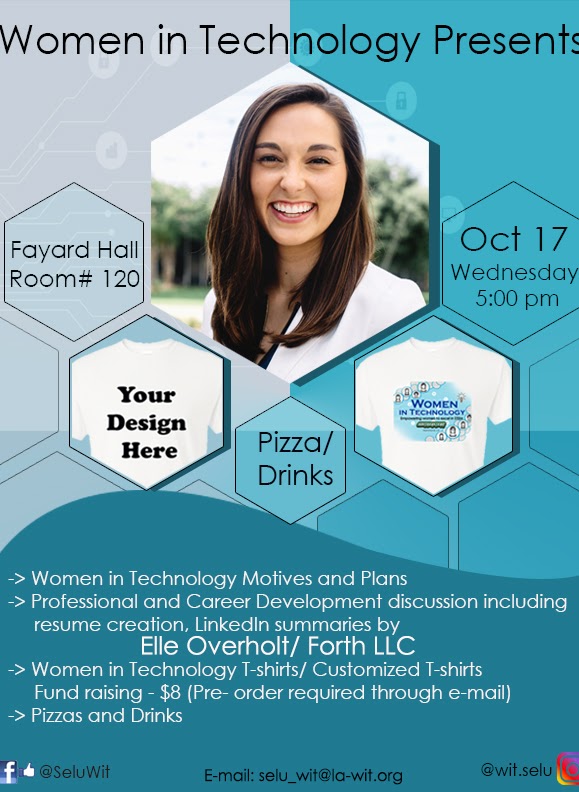 Women in Technology Presents
Fayard Hall
Room# 120
Oct 17
Wednesday
5:00 pm
Your
Design
Here
WOMEN
IN TECHNOLOGY
Pizza/
Drinks
-> Women in Technology Motives and Plans
-> Professional and Career Development discussion including
resume creation, LinkedIn summaries by
Elle Overholt/ Forth LLC
-> Women in Technology T-shirts/ Customized T-shirts
Fund raising - $8 (Pre- order required through e-mail)
-> Pizzas and Drinks
@SeluWit
E-mail: selu_wit@la-wit.org
@wit.selu